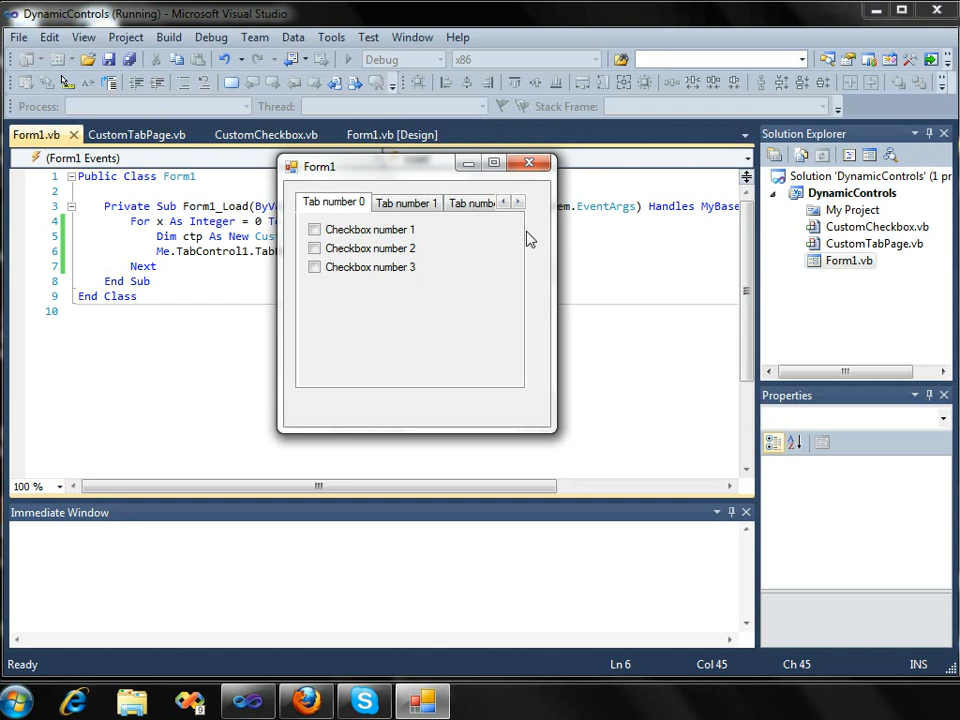 DynamicControls (Running) - Microsoft Visual Studio
File Edit View Project Build Debug Team Data Tools Test Window Help
Debug x86
Process: Thread: Stack Frame:
Form1.vb CustomTabPage.vb CustomCheckbox.vb Form1.vb [Design]
(Form1 Events)
1 Public Class Form1
2
3 Private Sub Form1_Load(ByVa em.EventArgs) Handles MyBase
4 For x As Integer = 0 To
5 Dim ctp As New Cus
6 Me.TabControl1.Tab
7 Next
8 End Sub
9 End Class
10
Form1
Tab number 0 Tab number 1 Tab numb
Checkbox number 1
Checkbox number 2
Checkbox number 3
100 %
Immediate Window
Solution Explorer
Solution 'DynamicControls' (1 pr
DynamicControls
My Project
CustomCheckbox.vb
CustomTabPage.vb
Form1.vb
Properties
Ready Ln 6 Col 45 Ch 45 INS